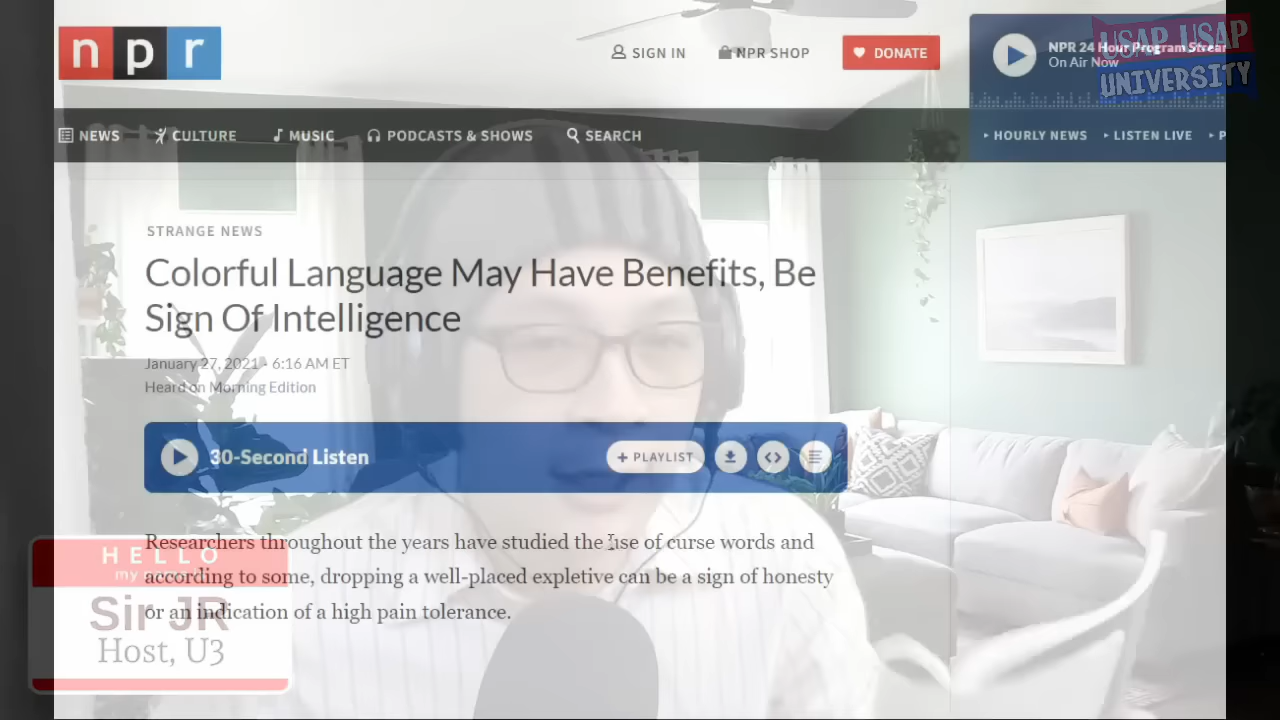 npr
SIGN IN
NPR SHOP
DONATE
NPR 24 Hour Program Strea
On Air Now
USAP USAP
UNIVERSITY
NEWS
CULTURE
MUSIC
PODCASTS & SHOWS
SEARCH
HOURLY NEWS
LISTEN LIVE
P
STRANGE NEWS
Colorful Language May Have Benefits, Be
Sign Of Intelligence
January 27, 2021 · 6:16 AM ET
Heard on Morning Edition
30-Second Listen
+ PLAYLIST
Researchers throughout the years have studied the use of curse words and
according to some, dropping a well-placed expletive can be a sign of honesty
or an indication of a high pain tolerance.
HELLO
my
Sir JR
Host, U3